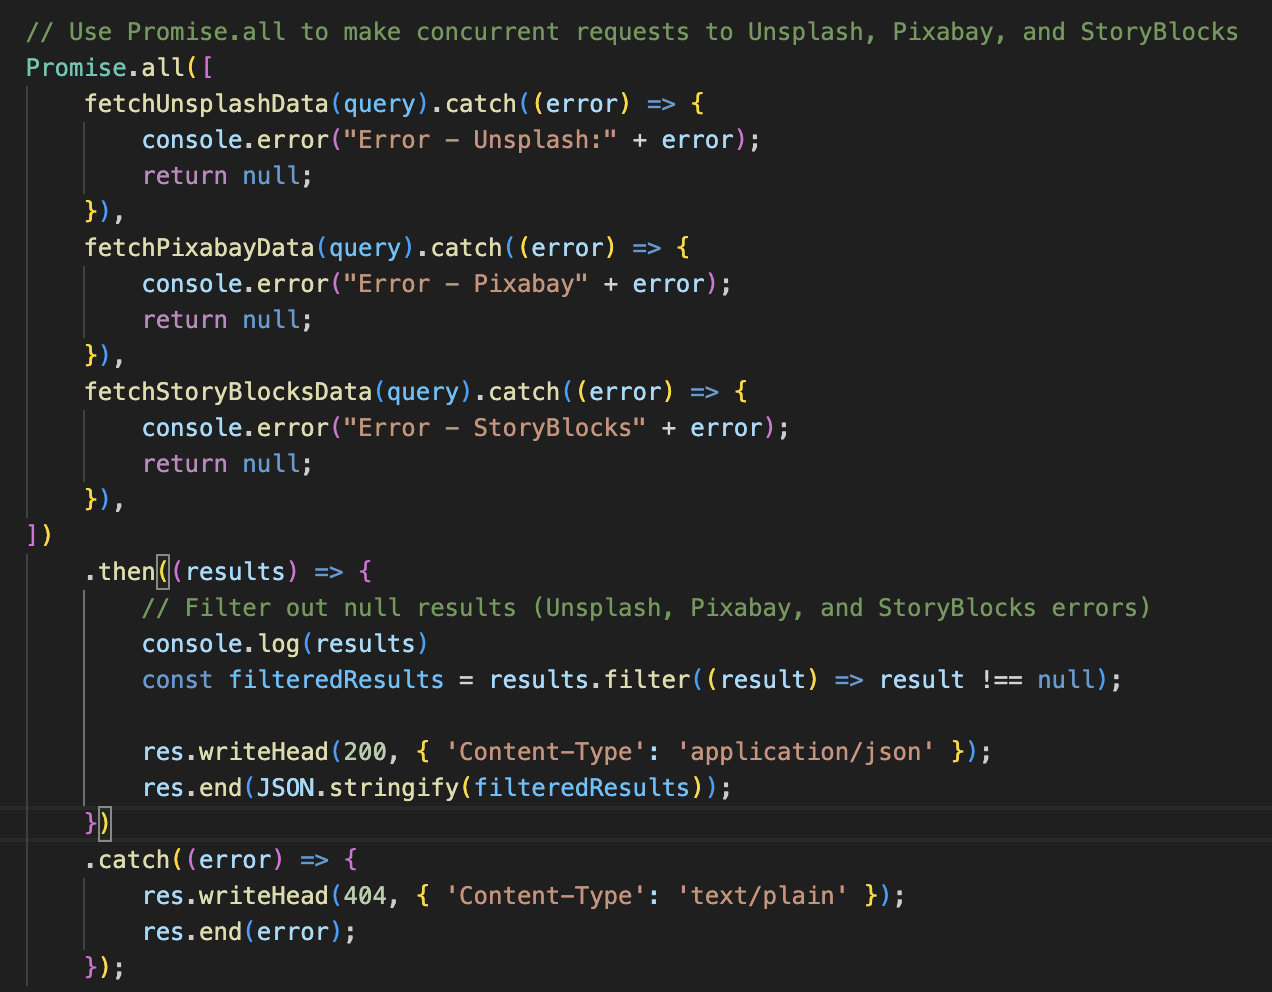 // Use Promise.all to make concurrent requests to Unsplash, Pixabay, and StoryBlocks
Promise.all([
    fetchUnsplashData(query).catch((error) => {
        console.error("Error - Unsplash:" + error);
        return null;
    }),
    fetchPixabayData(query).catch((error) => {
        console.error("Error - Pixabay" + error);
        return null;
    }),
    fetchStoryBlocksData(query).catch((error) => {
        console.error("Error - StoryBlocks" + error);
        return null;
    }),
])
    .then((results) => {
        // Filter out null results (Unsplash, Pixabay, and StoryBlocks errors)
        console.log(results)
        const filteredResults = results.filter((result) => result !== null);

        res.writeHead(200, { 'Content-Type': 'application/json' });
        res.end(JSON.stringify(filteredResults));
    })
    .catch((error) => {
        res.writeHead(404, { 'Content-Type': 'text/plain' });
        res.end(error);
    });